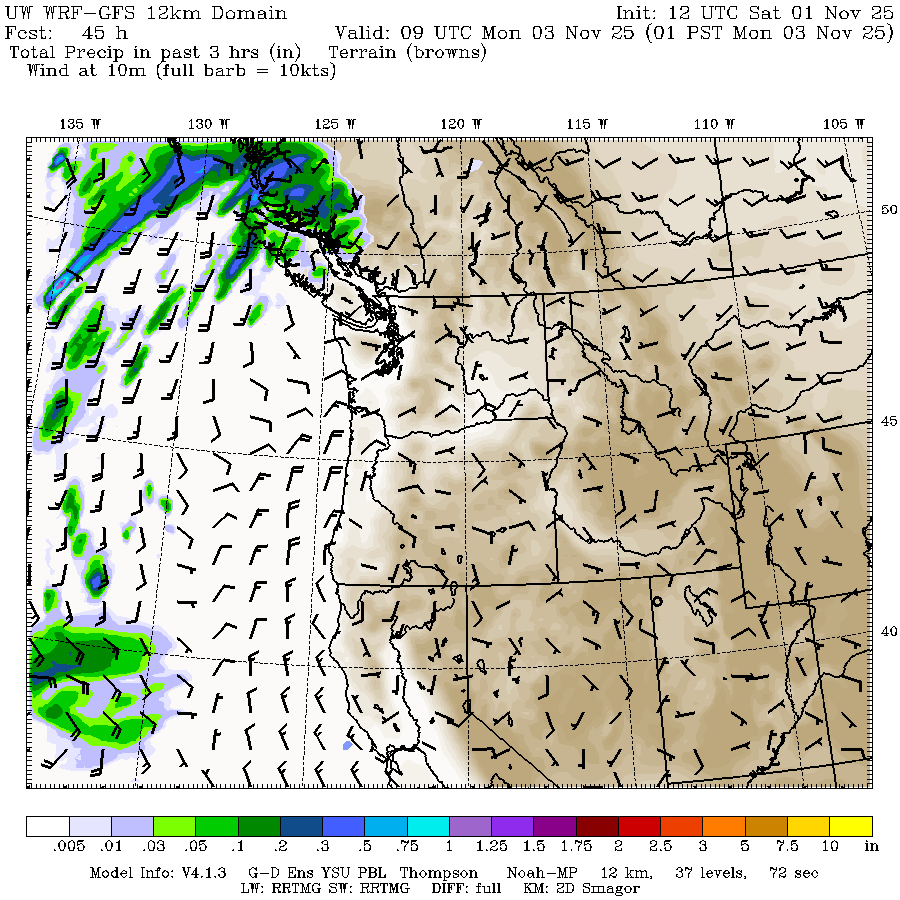 UW WRF-GFS 12km Domain Init: 12 UTC Sat 01 Nov 25
Fcst: 45 h Valid: 09 UTC Mon 03 Nov 25 (01 PST Mon 03 Nov 25)
Total Precip in past 3 hrs (in) Terrain (browns)
Wind at 10m (full barb = 10kts)
135 W 130 W 125 W 120 W 115 W 110 W 105 W
50
45
40
.005 .01 .03 .05 .1 .2 .3 .5 .75 1 1.25 1.5 1.75 2 2.5 3 5 7.5 10 in
Model Info: V4.1.3 G-D Ens YSU PBL Thompson Noah-MP 12 km, 37 levels, 72 sec
LW: RRTMG SW: RRTMG DIFF: full KM: 2D Smagor